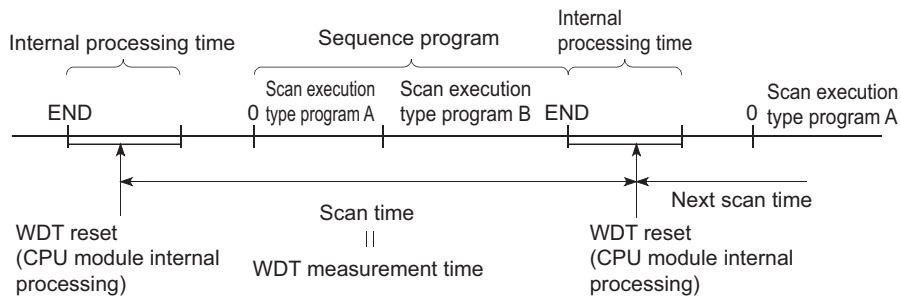 Internal processing time
Sequence program
Internal
processing time
END
0
Scan execution
type program A
Scan execution
type program B
END
0
Scan execution
type program A
Scan time
||
WDT measurement time
Next scan time
WDT reset
(CPU module internal
processing)
WDT reset
(CPU module internal
processing)